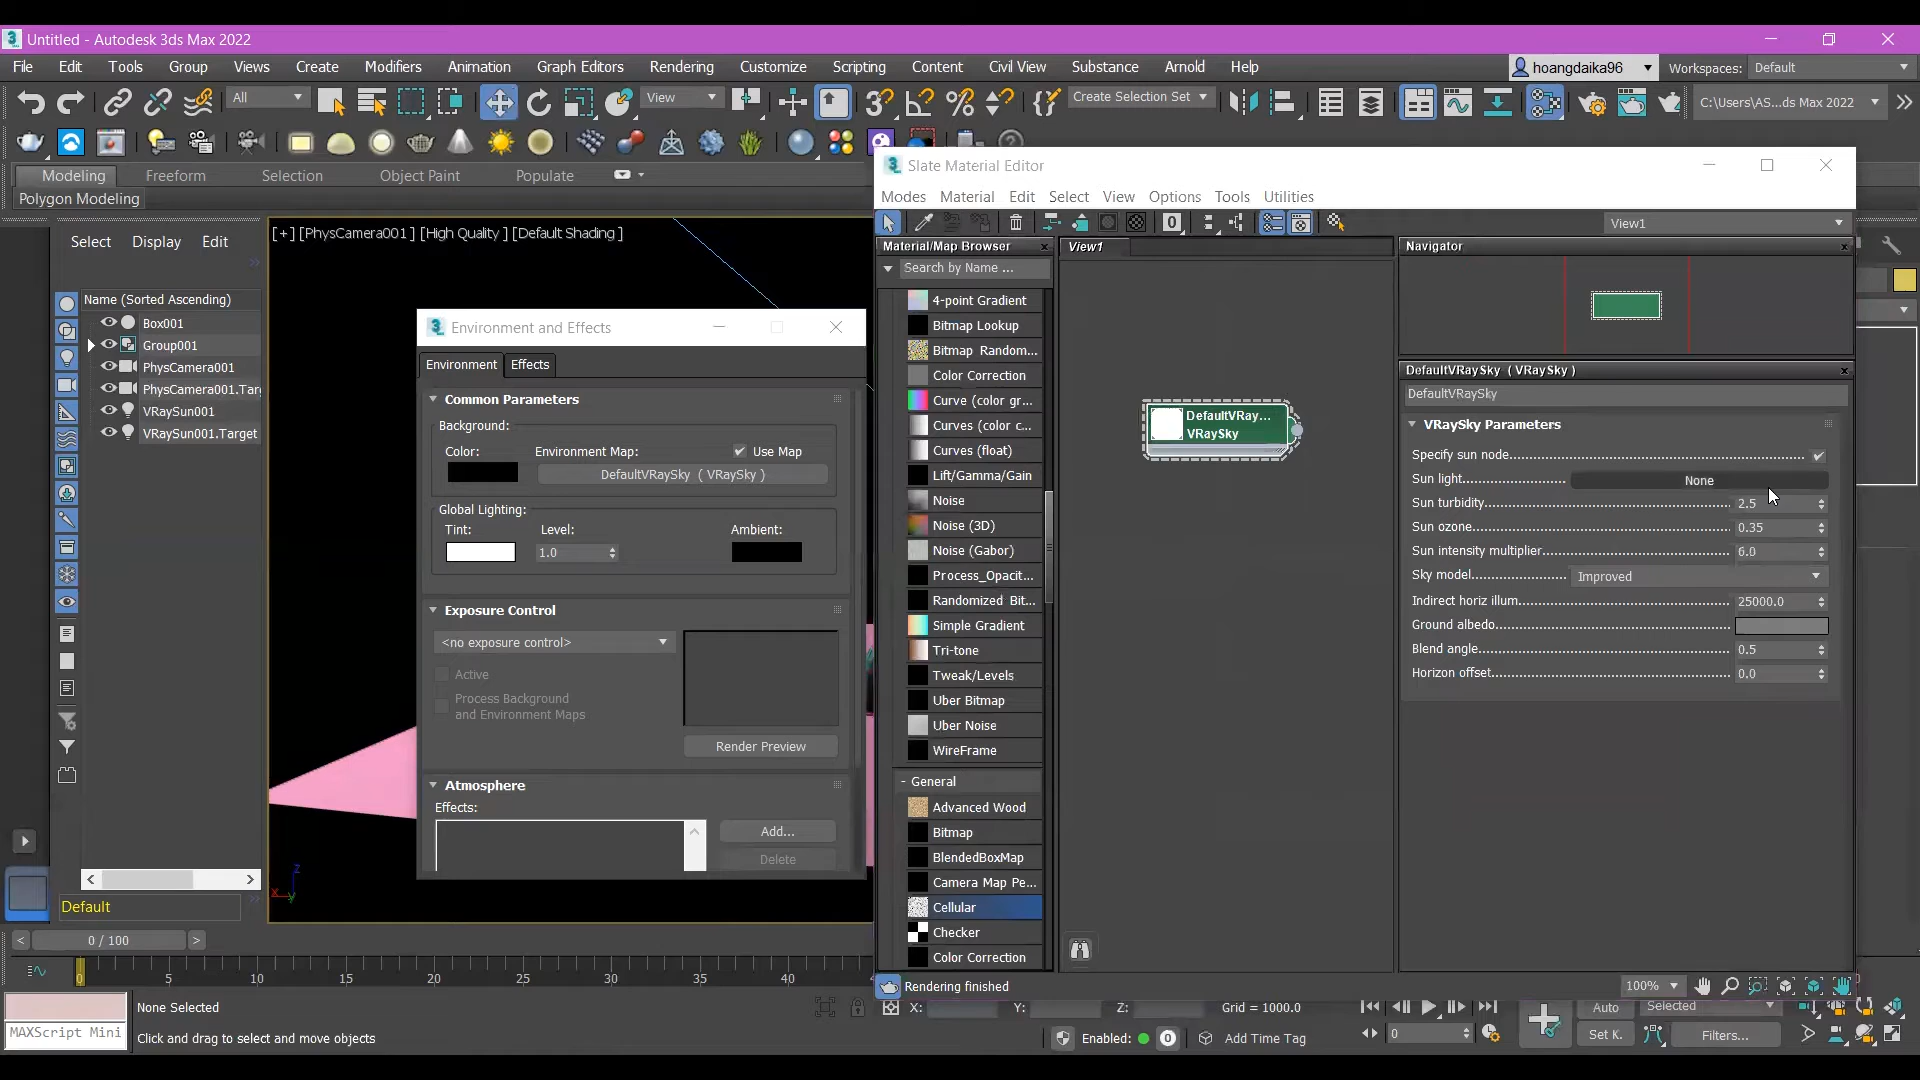 Untitled - Autodesk 3ds Max 2022
File Edit Tools Group Views Create Modifiers Animation Graph Editors Rendering Customize Scripting Content Civil View Substance Arnold Help
hoangdaika96
Workspaces: Default
All
View
Create Selection Set
C:\Users\AS...ds Max 2022
Modeling Freeform Selection Object Paint Populate
Polygon Modeling
Select Display Edit
Name (Sorted Ascending)
Box001
Group001
PhysCamera001
PhysCamera001.Targ
VRaySun001
VRaySun001.Target
Default
[+] [PhysCamera001] [High Quality] [Default Shading]
Environment and Effects
Environment Effects
Common Parameters
Background:
Color: Environment Map: Use Map
DefaultVRaySky ( VRaySky )
Global Lighting:
Tint: Level: Ambient:
1.0
Exposure Control
<no exposure control>
Active
Process Background
and Environment Maps
Render Preview
Atmosphere
Effects:
Add...
Delete
Slate Material Editor
Modes Material Edit Select View Options Tools Utilities
View1
Material/Map Browser
Search by Name ...
4-point Gradient
Bitmap Lookup
Bitmap Random...
Color Correction
Curve (color gr...
Curves (color c...
Curves (float)
Lift/Gamma/Gain
Noise
Noise (3D)
Noise (Gabor)
Process_Opacit...
Randomized Bit...
Simple Gradient
Tri-tone
Tweak/Levels
Uber Bitmap
Uber Noise
WireFrame
- General
Advanced Wood
Bitmap
BlendedBoxMap
Camera Map Pe...
Cellular
Checker
Color Correction
View1
DefaultVRay...
VRaySky
Navigator
DefaultVRaySky ( VRaySky )
DefaultVRaySky
VRaySky Parameters
Specify sun node
Sun light None
Sun turbidity 2.5
Sun ozone 0.35
Sun intensity multiplier 6.0
Sky model Improved
Indirect horiz illum 25000.0
Ground albedo
Blend angle 0.5
Horizon offset 0.0
Rendering finished
100%
0 / 100
0 5 10 15 20 25 30 35 40
None Selected
Click and drag to select and move objects
MAXScript Mini
X: Y: Z: Grid = 1000.0
Enabled: 0
Add Time Tag
0
Auto Selected
Set K. Filters...